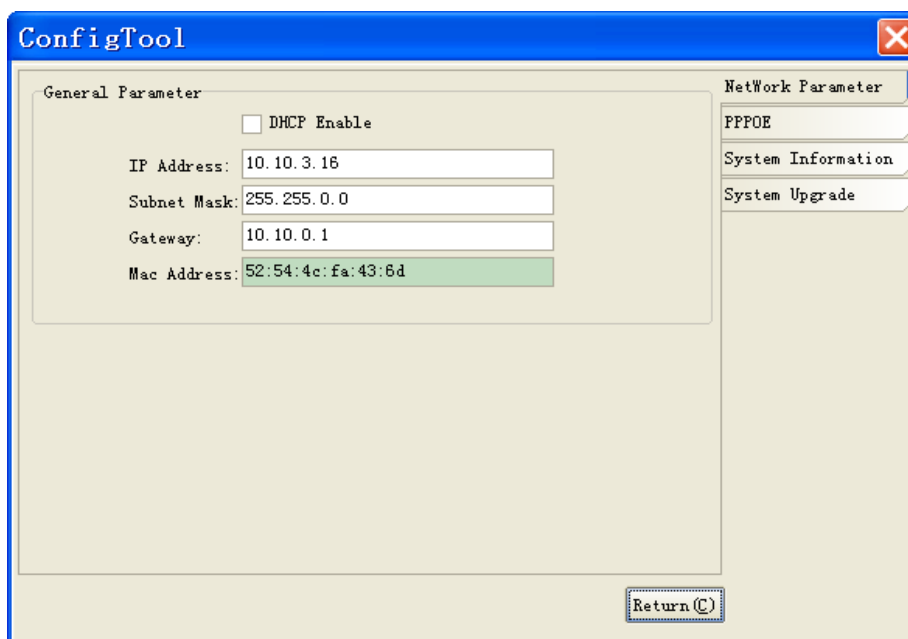 ConfigTool
General Parameter
DHCP Enable
IP Address: 10.10.3.16
Subnet Mask: 255.255.0.0
Gateway: 10.10.0.1
Mac Address: 52:54:4c:fa:43:6d
NetWork Parameter
PPPOE
System Information
System Upgrade
Return(C)